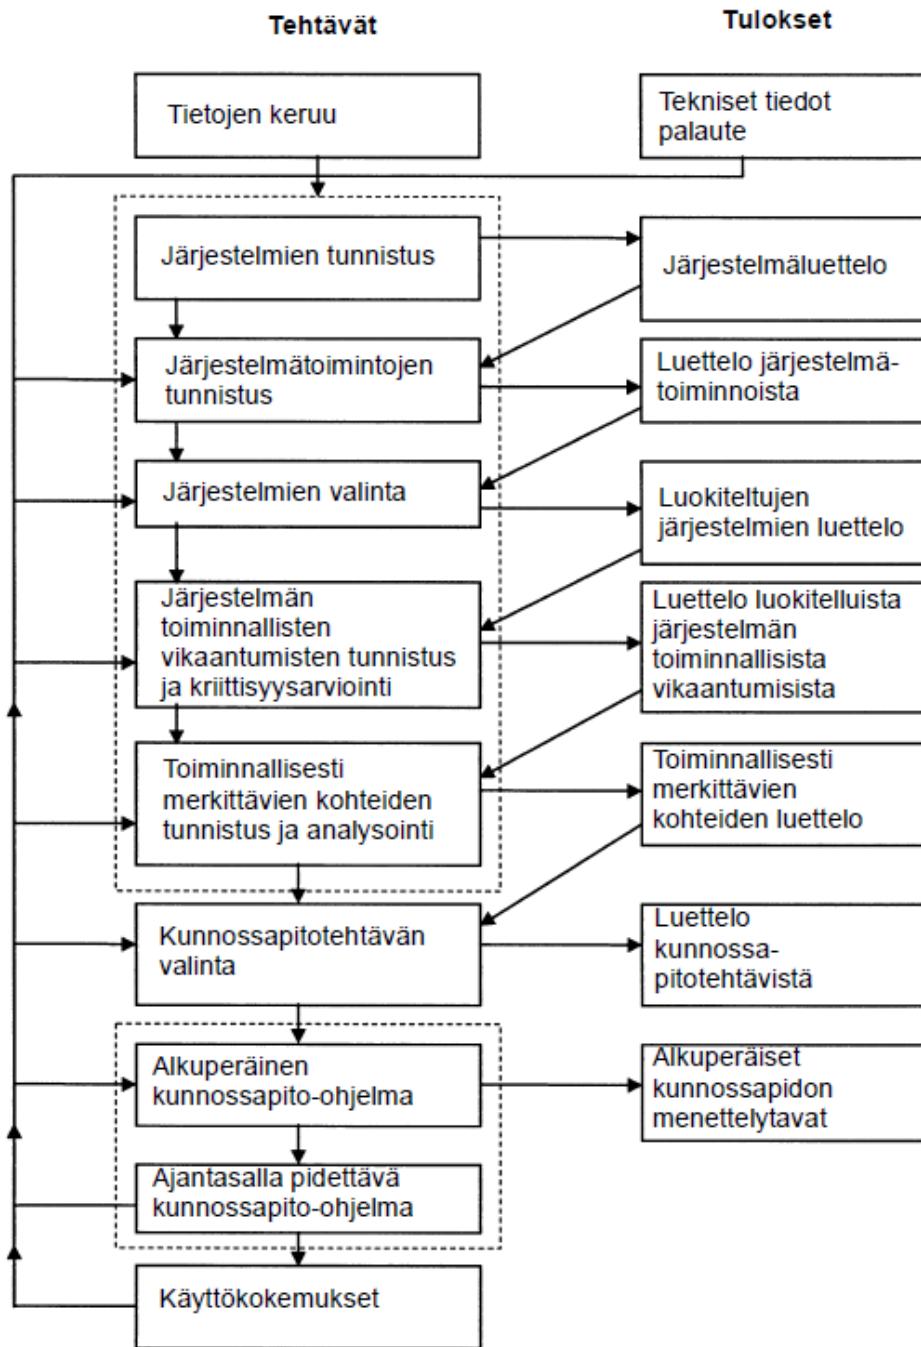 Tehtävät
Tulokset
Tietojen keruu
Tekniset tiedot
palaute
Järjestelmien tunnistus
Järjestelmäluettelo
Järjestelmätoimintojen
tunnistus
Luettelo järjestelmä-
toiminnoista
Järjestelmien valinta
Luokiteltujen
järjestelmien luettelo
Järjestelmän
toiminnallisten
vikaantumisten tunnistus
ja kriittisyysarviointi
Luettelo luokitelluista
järjestelmän
toiminnallisista
vikaantumisista
Toiminnallisesti
merkittävien kohteiden
tunnistus ja analysointi
Toiminnallisesti
merkittävien
kohteiden luettelo
Kunnossapitotehtävän
valinta
Luettelo
kunnossa-
pitotehtävistä
Alkuperäinen
kunnossapito-ohjelma
Alkuperäiset
kunnossapidon
menettelytavat
Ajantasalla pidettävä
kunnossapito-ohjelma
Käyttökokemukset